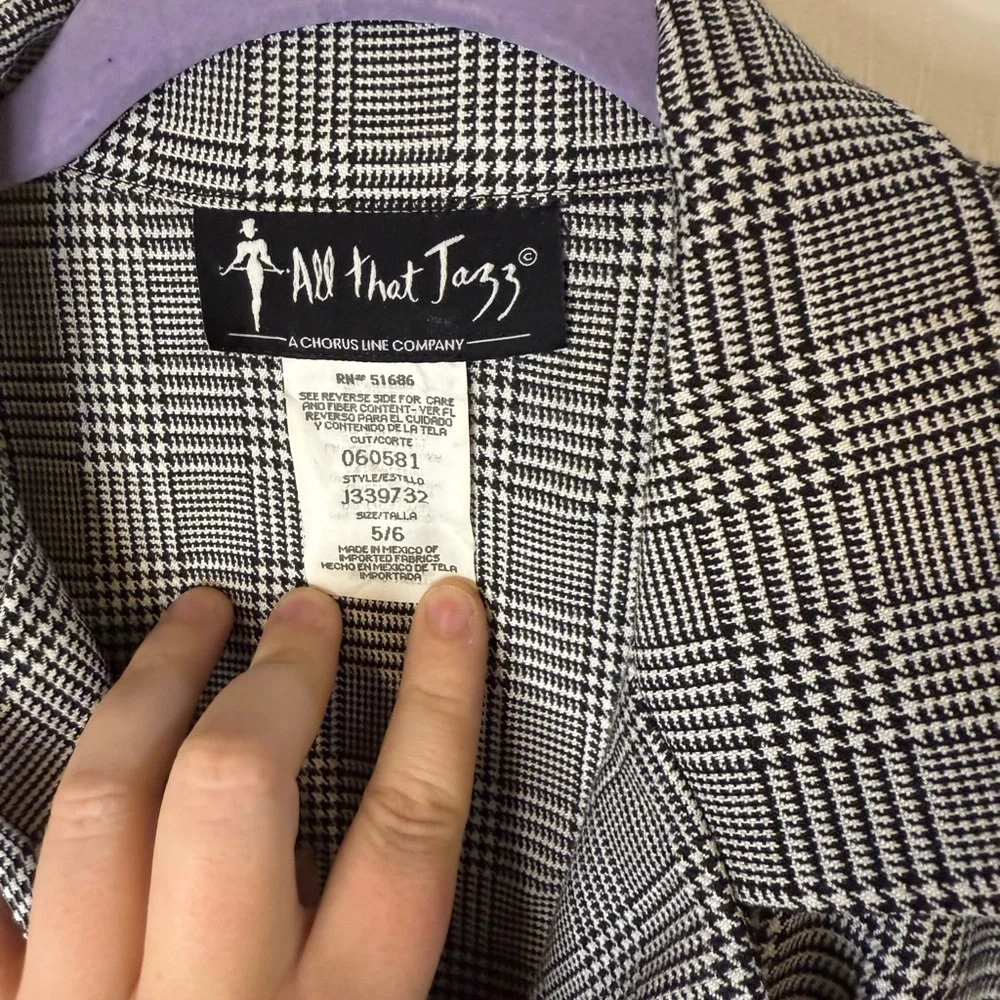 All that Jazz©
A CHORUS LINE COMPANY
RN# 51686
SEE REVERSE SIDE FOR CARE
AND FIBER CONTENT- VER EL
REVERSO PARA EL CUIDADO
Y CONTENIDO DE LA TELA
CUT/CORTE
060581
STYLE/ESTILO
J339732
SIZE/TALLA
5/6
MADE IN MEXICO OF
IMPORTED FABRICS
HECHO EN MEXICO DE TELA
IMPORTADA